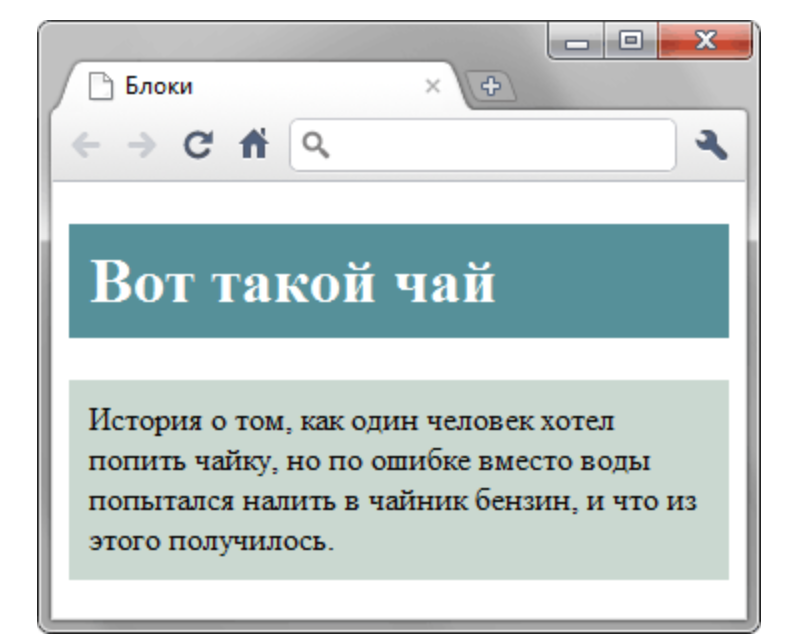 Блоки
Вот такой чай
История о том, как один человек хотел
попить чайку, но по ошибке вместо воды
попытался налить в чайник бензин, и что из
этого получилось.